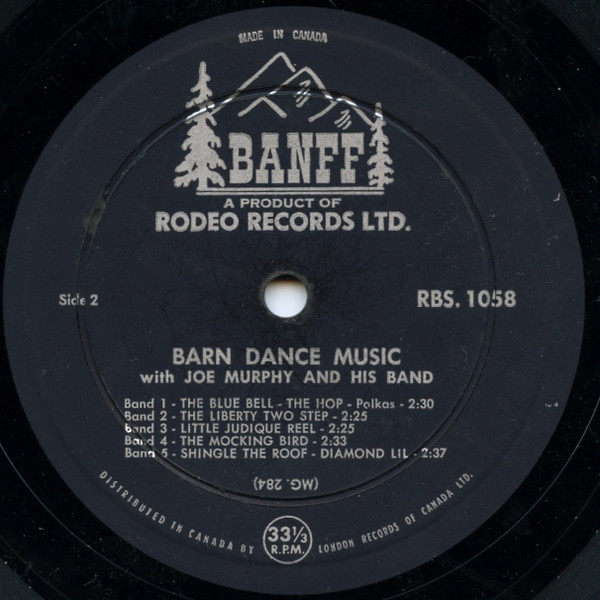 MADE IN CANADA
BANFF
A PRODUCT OF
RODEO RECORDS LTD.
Side 2
RBS. 1058
BARN DANCE MUSIC
with JOE MURPHY AND HIS BAND
Band 1 - THE BLUE BELL - THE HOP - Polkas - 2:30
Band 2 - THE LIBERTY TWO STEP - 2:25
Band 3 - LITTLE JUDIQUE REEL - 2:25
Band 4 - THE MOCKING BIRD - 2:33
Band 5 - SHINGLE THE ROOF - DIAMOND LIL - 2:37
(MG. 284)
DISTRIBUTED IN CANADA BY LONDON RECORDS OF CANADA LTD.
33⅓
R.P.M.